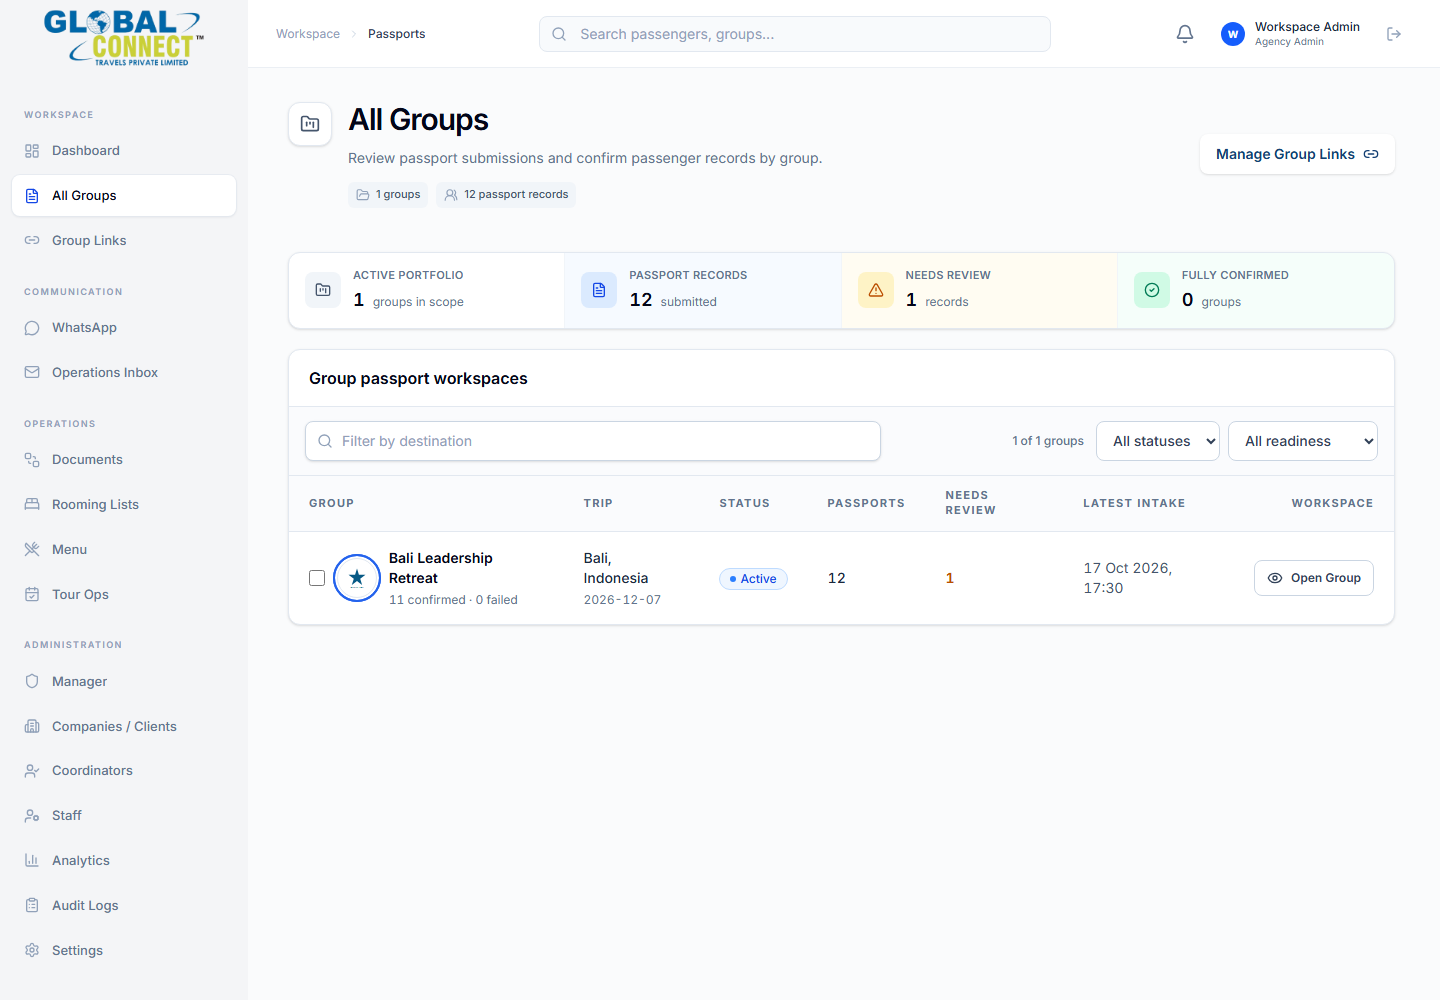 GLOBAL
CONNECT™
TRAVELS PRIVATE LIMITED
Workspace
Passports
Search passengers, groups...
W
Workspace Admin
Agency Admin
WORKSPACE
Dashboard
All Groups
Group Links
COMMUNICATION
WhatsApp
Operations Inbox
OPERATIONS
Documents
Rooming Lists
Menu
Tour Ops
ADMINISTRATION
Manager
Companies / Clients
Coordinators
Staff
Analytics
Audit Logs
Settings
All Groups
Review passport submissions and confirm passenger records by group.
1 groups
12 passport records
Manage Group Links
ACTIVE PORTFOLIO
1 groups in scope
PASSPORT RECORDS
12 submitted
NEEDS REVIEW
1 records
FULLY CONFIRMED
0 groups
Group passport workspaces
Filter by destination
1 of 1 groups
All statuses
All readiness
GROUP
TRIP
STATUS
PASSPORTS
NEEDS
REVIEW
LATEST INTAKE
WORKSPACE
Bali Leadership
Retreat
11 confirmed · 0 failed
Bali,
Indonesia
2026-12-07
Active
12
1
17 Oct 2026,
17:30
Open Group